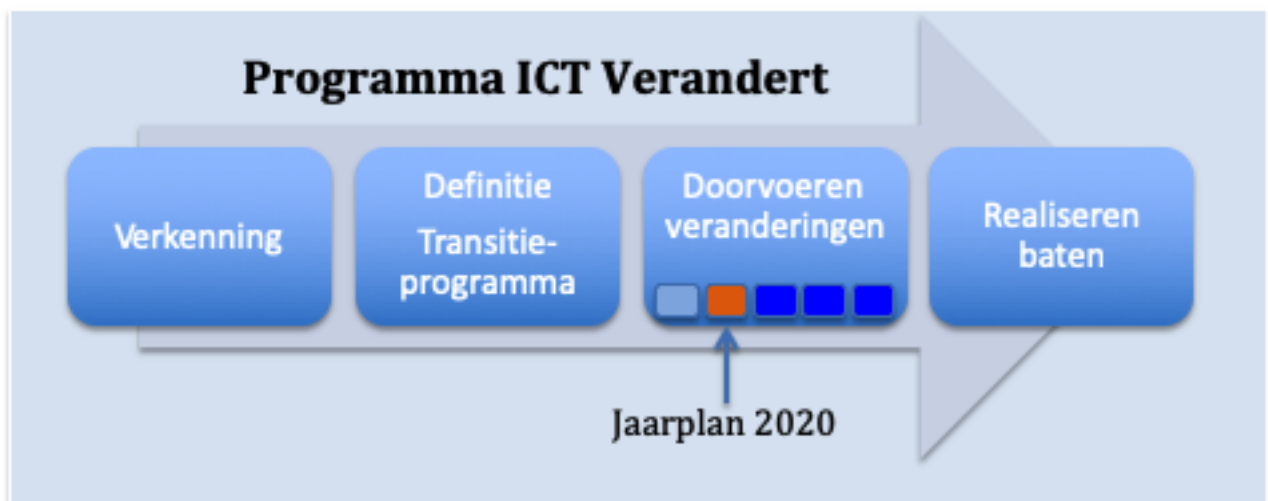 Programma ICT Verandert
Verkenning
Definitie
Transitie-
programma
Doorvoeren
veranderingen
Realiseren
baten
Jaarplan 2020